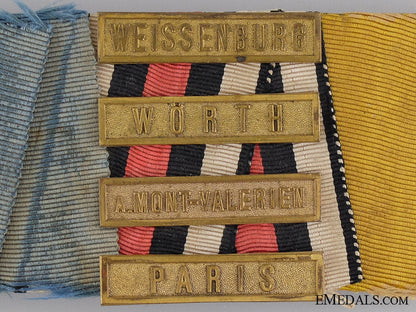 WEISSENBURG
WÖRTH
A.MONT-VALERIEN
PARIS
EMEDALS.COM